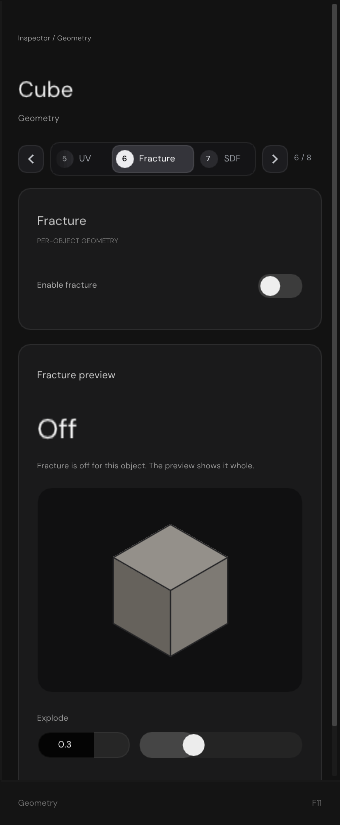 Inspector / Geometry
Cube
Geometry
5 UV 6 Fracture 7 SDF 6 / 8
Fracture
PER-OBJECT GEOMETRY
Enable fracture
Fracture preview
Off
Fracture is off for this object. The preview shows it whole.
Explode
0.3
Geometry F11